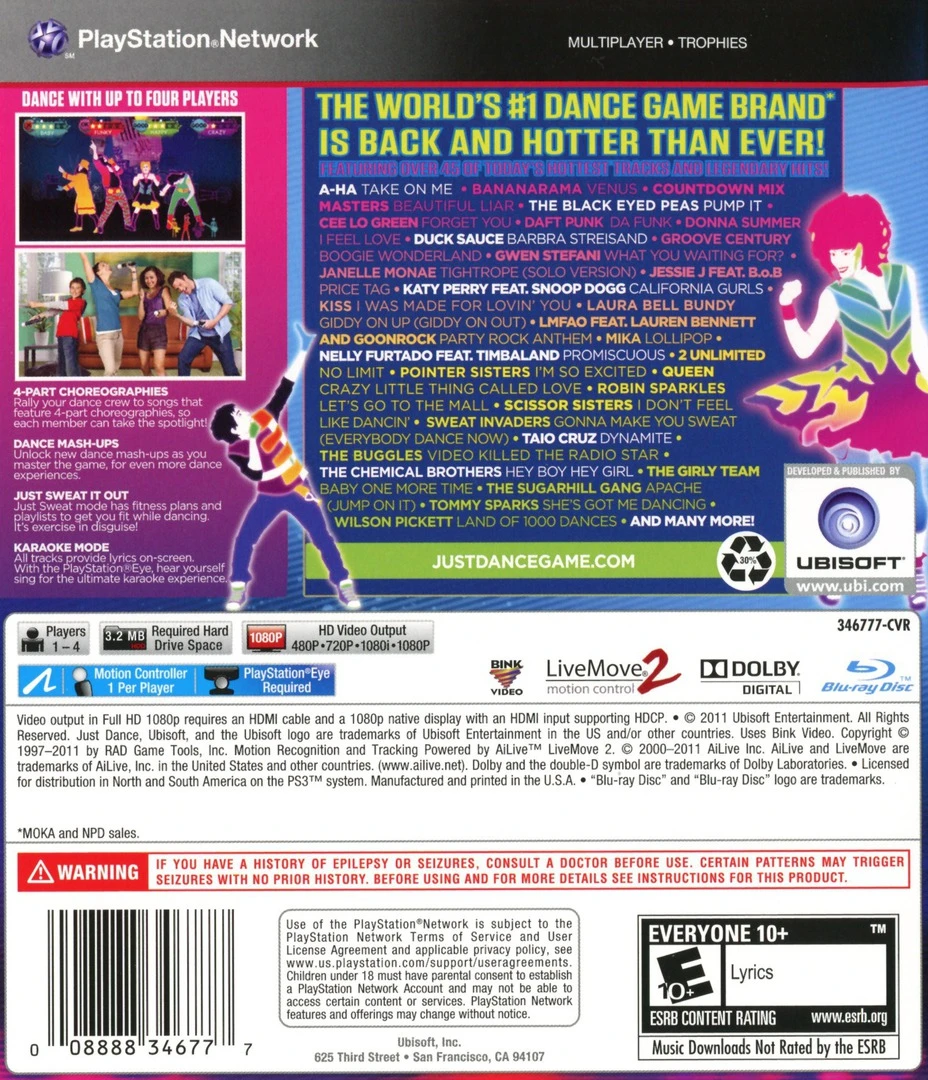 PlayStation®Network
SM
MULTIPLAYER • TROPHIES
DANCE WITH UP TO FOUR PLAYERS
FUNKY
HAPPY
CRAZY
4-PART CHOREOGRAPHIES
Rally your dance crew to songs that
feature 4-part choreographies, so
each member can take the spotlight!
DANCE MASH-UPS
Unlock new dance mash-ups as you
master the game, for even more dance
experiences.
JUST SWEAT IT OUT
Just Sweat mode has fitness plans and
playlists to get you fit while dancing.
It's exercise in disguise!
KARAOKE MODE
All tracks provide lyrics on-screen.
With the PlayStation®Eye, hear yourself
sing for the ultimate karaoke experience.
THE WORLD'S #1 DANCE GAME BRAND*
IS BACK AND HOTTER THAN EVER!
FEATURING OVER 45 OF TODAY'S HOTTEST TRACKS AND LEGENDARY HITS!
A-HA TAKE ON ME • BANANARAMA VENUS • COUNTDOWN MIX
MASTERS BEAUTIFUL LIAR • THE BLACK EYED PEAS PUMP IT •
CEE LO GREEN FORGET YOU • DAFT PUNK DA FUNK • DONNA SUMMER
I FEEL LOVE • DUCK SAUCE BARBRA STREISAND • GROOVE CENTURY
BOOGIE WONDERLAND • GWEN STEFANI WHAT YOU WAITING FOR? •
JANELLE MONAE TIGHTROPE (SOLO VERSION) • JESSIE J FEAT. B.o.B
PRICE TAG • KATY PERRY FEAT. SNOOP DOGG CALIFORNIA GURLS •
KISS I WAS MADE FOR LOVIN' YOU • LAURA BELL BUNDY
GIDDY ON UP (GIDDY ON OUT) • LMFAO FEAT. LAUREN BENNETT
AND GOONROCK PARTY ROCK ANTHEM • MIKA LOLLIPOP •
NELLY FURTADO FEAT. TIMBALAND PROMISCUOUS • 2 UNLIMITED
NO LIMIT • POINTER SISTERS I'M SO EXCITED • QUEEN
CRAZY LITTLE THING CALLED LOVE • ROBIN SPARKLES
LET'S GO TO THE MALL • SCISSOR SISTERS I DON'T FEEL
LIKE DANCIN' • SWEAT INVADERS GONNA MAKE YOU SWEAT
(EVERYBODY DANCE NOW) • TAIO CRUZ DYNAMITE •
THE BUGGLES VIDEO KILLED THE RADIO STAR •
THE CHEMICAL BROTHERS HEY BOY HEY GIRL • THE GIRLY TEAM
BABY ONE MORE TIME • THE SUGARHILL GANG APACHE
(JUMP ON IT) • TOMMY SPARKS SHE'S GOT ME DANCING •
WILSON PICKETT LAND OF 1000 DANCES • AND MANY MORE!
JUSTDANCEGAME.COM
30%
DEVELOPED & PUBLISHED BY
UBISOFT®
www.ubi.com
346777-CVR
Players
1 – 4
3.2 MB Required Hard
Drive Space
1080P HD Video Output
480P•720P•1080i•1080P
Motion Controller
1 Per Player
PlayStation®Eye
Required
BINK
VIDEO
LiveMove®2
motion control
DOLBY
DIGITAL
Blu-ray Disc™
Video output in Full HD 1080p requires an HDMI cable and a 1080p native display with an HDMI input supporting HDCP. • © 2011 Ubisoft Entertainment. All Rights
Reserved. Just Dance, Ubisoft, and the Ubisoft logo are trademarks of Ubisoft Entertainment in the US and/or other countries. Uses Bink Video. Copyright ©
1997–2011 by RAD Game Tools, Inc. Motion Recognition and Tracking Powered by AiLive™ LiveMove 2. © 2000–2011 AiLive Inc. AiLive and LiveMove are
trademarks of AiLive, Inc. in the United States and other countries. (www.ailive.net). Dolby and the double-D symbol are trademarks of Dolby Laboratories. • Licensed
for distribution in North and South America on the PS3™ system. Manufactured and printed in the U.S.A. • “Blu-ray Disc” and “Blu-ray Disc” logo are trademarks.
*MOKA and NPD sales.
WARNING
IF YOU HAVE A HISTORY OF EPILEPSY OR SEIZURES, CONSULT A DOCTOR BEFORE USE. CERTAIN PATTERNS MAY TRIGGER
SEIZURES WITH NO PRIOR HISTORY. BEFORE USING AND FOR MORE DETAILS SEE INSTRUCTIONS FOR THIS PRODUCT.
0 08888 34677 7
Use of the PlayStation®Network is subject to the
PlayStation Network Terms of Service and User
License Agreement and applicable privacy policy, see
www.us.playstation.com/support/useragreements.
Children under 18 must have parental consent to establish
a PlayStation Network Account and may not be able to
access certain content or services. PlayStation Network
features and offerings may change without notice.
Ubisoft, Inc.
625 Third Street • San Francisco, CA 94107
EVERYONE 10+ ™
E
10+
Lyrics
ESRB CONTENT RATING www.esrb.org
Music Downloads Not Rated by the ESRB